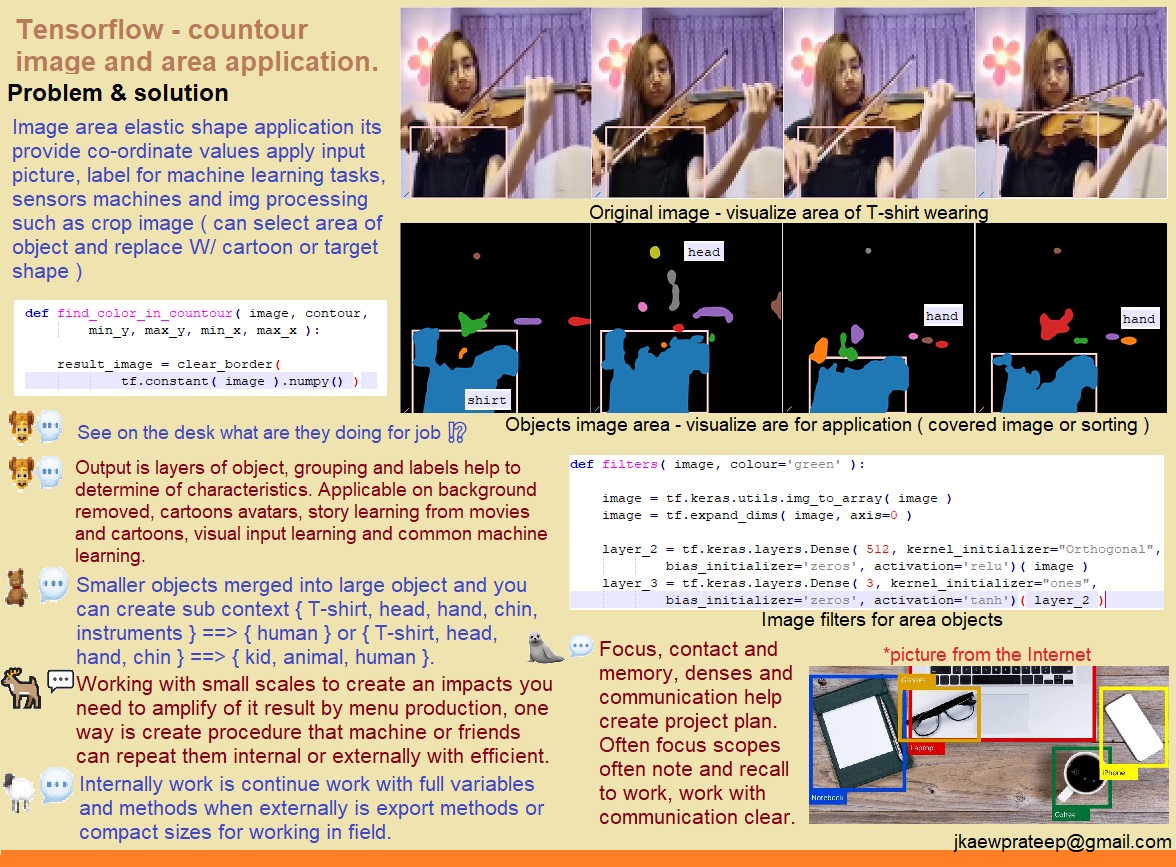 Tensorflow - countour
image and area application.
Problem & solution
Image area elastic shape application its
provide co-ordinate values apply input
picture, label for machine learning tasks,
sensors machines and img processing
such as crop image ( can select area of
object and replace W/ cartoon or target
shape )
def find_color_in_countour( image, contour,
min_y, max_y, min_x, max_x ):
result_image = clear_border(
tf.constant( image ).numpy() )
Original image - visualize area of T-shirt wearing
head
hand
hand
shirt
Objects image area - visualize are for application ( covered image or sorting )
See on the desk what are they doing for job ⁉
Output is layers of object, grouping and labels help to
determine of characteristics. Applicable on background
removed, cartoons avatars, story learning from movies
and cartoons, visual input learning and common machine
learning.
Smaller objects merged into large object and you
can create sub context { T-shirt, head, hand, chin,
instruments } ==> { human } or { T-shirt, head,
hand, chin } ==> { kid, animal, human }.
Working with small scales to create an impacts you
need to amplify of it result by menu production, one
way is create procedure that machine or friends
can repeat them internal or externally with efficient.
Internally work is continue work with full variables
and methods when externally is export methods or
compact sizes for working in field.
def filters( image, colour='green' ):
image = tf.keras.utils.img_to_array( image )
image = tf.expand_dims( image, axis=0 )
layer_2 = tf.keras.layers.Dense( 512, kernel_initializer="Orthogonal",
bias_initializer='zeros', activation='relu')( image )
layer_3 = tf.keras.layers.Dense( 3, kernel_initializer="ones",
bias_initializer='zeros', activation='tanh')( layer_2 )
Image filters for area objects
Focus, contact and
memory, denses and
communication help
create project plan.
Often focus scopes
often note and recall
to work, work with
communication clear.
*picture from the Internet
Glasses
Laptop
iPhone
Notebook
Coffee
jkaewprateep@gmail.com